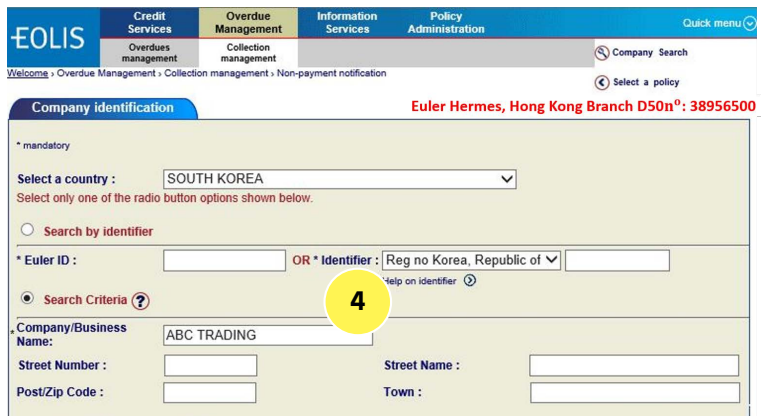 EOLIS
Credit Services
Overdue Management
Information Services
Policy Administration
Quick menu
Overdues management
Collection management
Company Search
Welcome › Overdue Management › Collection management › Non-payment notification
Select a policy
Company identification
Euler Hermes, Hong Kong Branch D50nº: 38956500
* mandatory
Select a country : SOUTH KOREA
Select only one of the radio button options shown below.
Search by identifier
* Euler ID : OR * Identifier : Reg no Korea, Republic of
Help on identifier
Search Criteria ?
4
* Company/Business Name: ABC TRADING
Street Number : Street Name :
Post/Zip Code : Town :